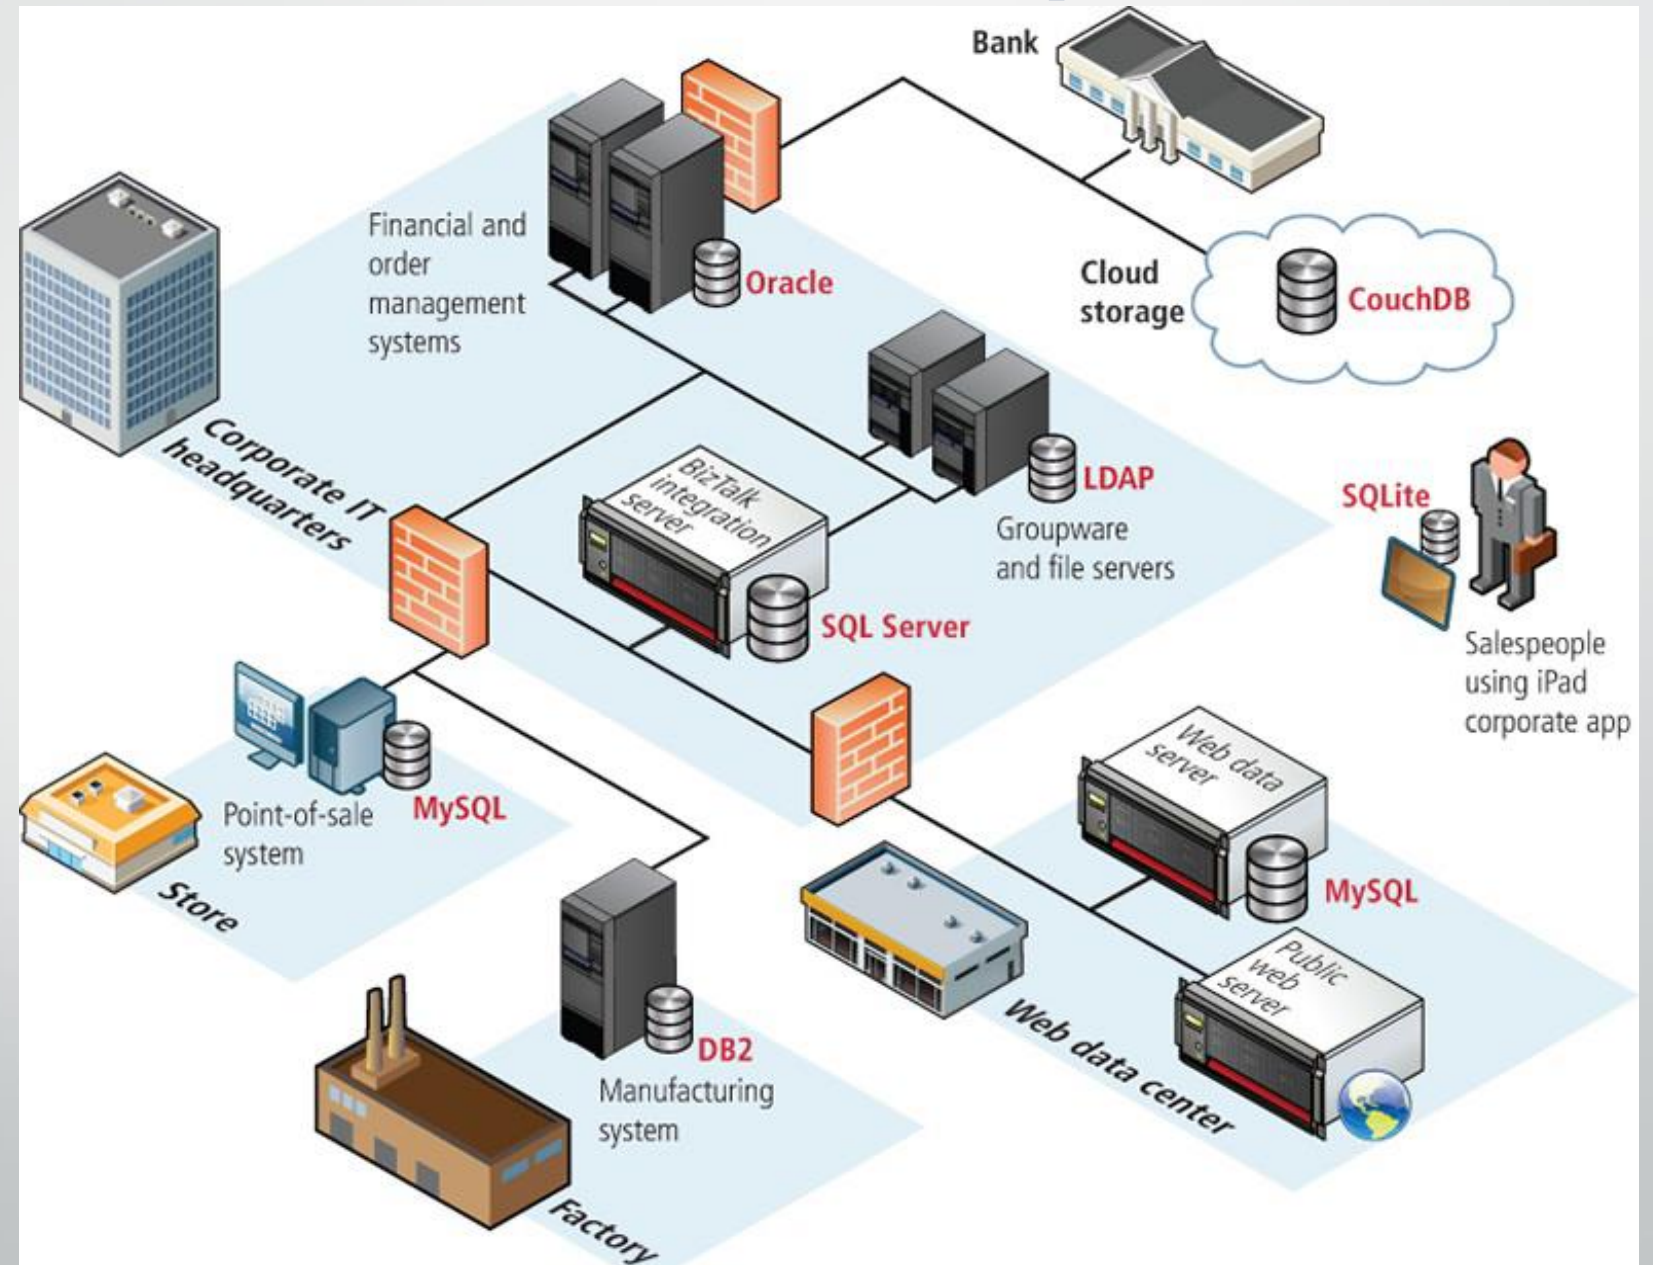 Bank
Financial and
order
management
systems
Oracle
Cloud
storage
CouchDB
Corporate IT
headquarters
BizTalk
integration
server
LDAP
Groupware
and file servers
SQL Server
SQLite
Salespeople
using iPad
corporate app
Point-of-sale
system
MySQL
Store
Web data
server
MySQL
Public
web
server
Web data center
DB2
Manufacturing
system
Factory